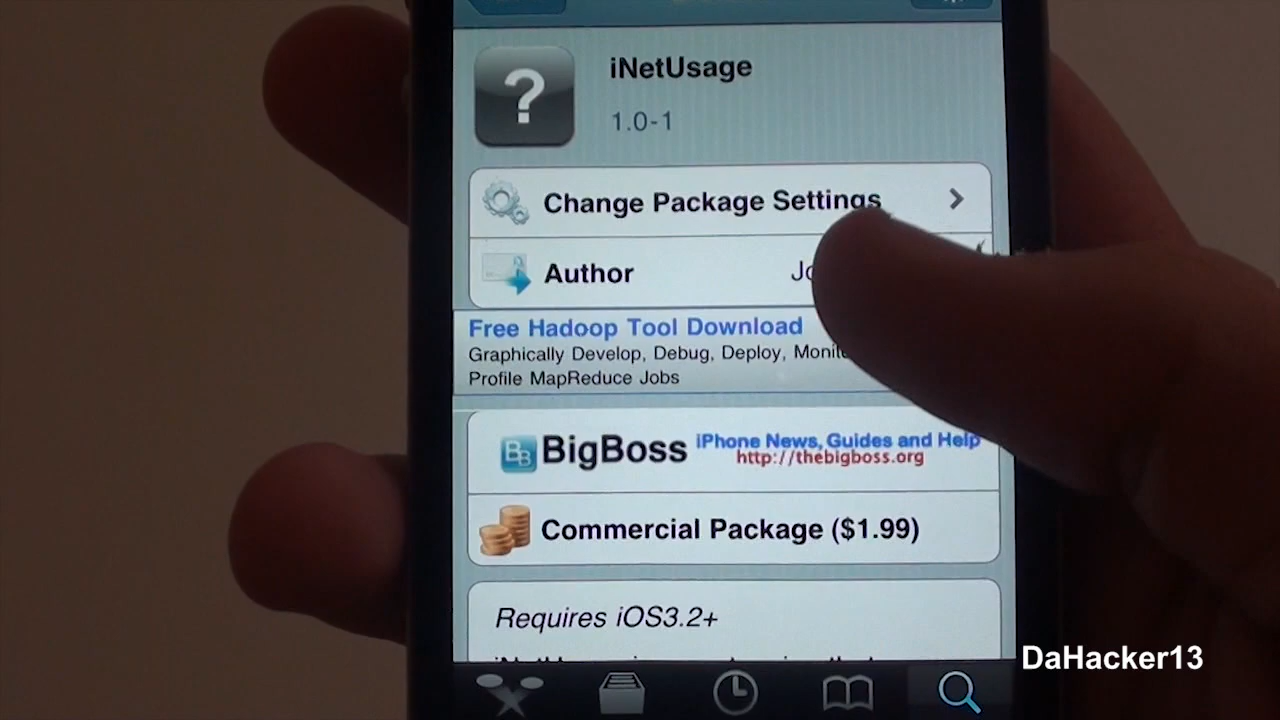 iNetUsage
1.0-1
Change Package Settings
Author
Free Hadoop Tool Download
Graphically Develop, Debug, Deploy,
Profile MapReduce Jobs
BB BigBoss iPhone News, Guides and Help
http://thebigboss.org
Commercial Package ($1.99)
Requires iOS3.2+
DaHacker13